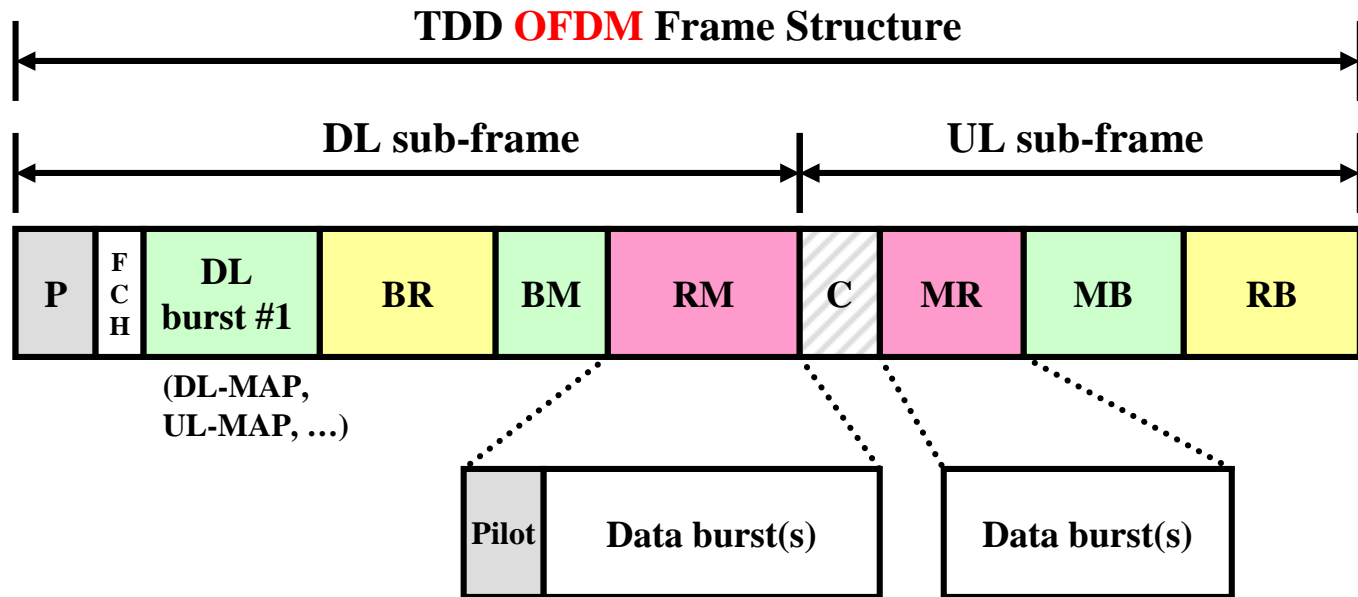 TDD OFDM Frame Structure
DL sub-frame
UL sub-frame
P
F
C
H
DL
burst #1
BR
BM
RM
C
MR
MB
RB
(DL-MAP,
UL-MAP, …)
Pilot
Data burst(s)
Data burst(s)